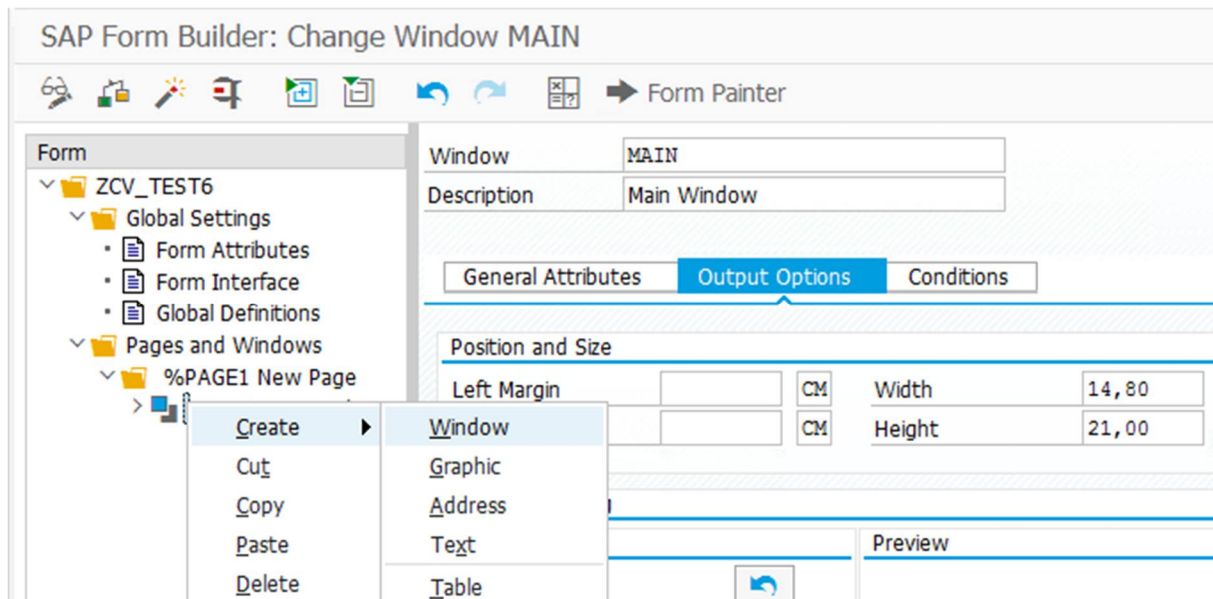 SAP Form Builder: Change Window MAIN
Form Painter
Form
ZCV_TEST6
Global Settings
Form Attributes
Form Interface
Global Definitions
Pages and Windows
%PAGE1 New Page
Window MAIN
Description Main Window
General Attributes Output Options Conditions
Position and Size
Left Margin CM Width 14,80
CM Height 21,00
Preview
Create Window
Cut Graphic
Copy Address
Paste Text
Delete Table